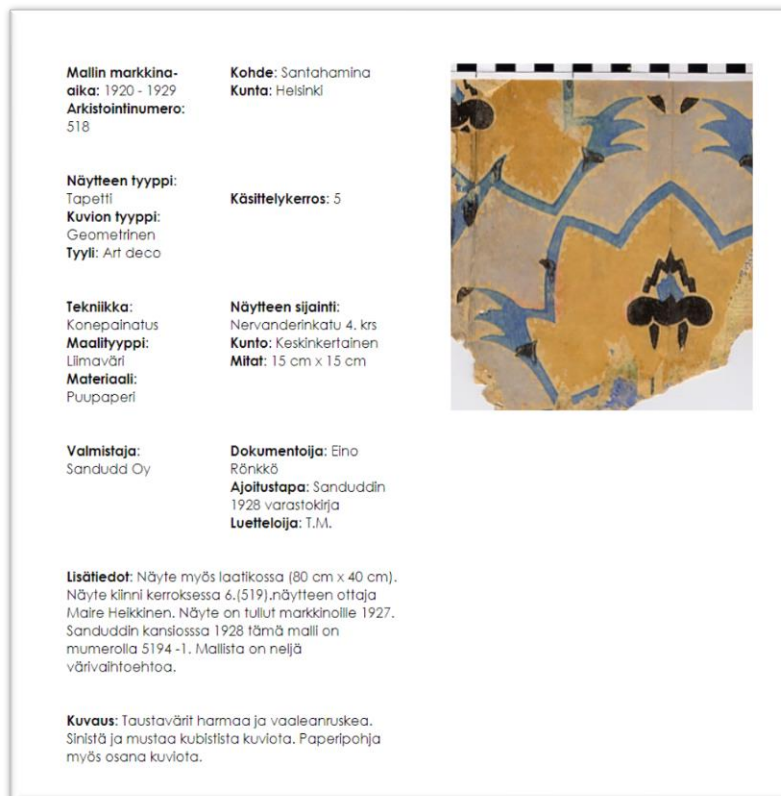 Mallin markkina-
aika: 1920 - 1929
Arkistointinumero:
518
Kohde: Santahamina
Kunta: Helsinki
Näytteen tyyppi:
Tapetti
Kuvion tyyppi:
Geometrinen
Tyyli: Art deco
Käsittelykerros: 5
Tekniikka:
Konepainatus
Maalityyppi:
Liimaväri
Materiaali:
Puupaperi
Näytteen sijainti:
Nervanderinkatu 4. krs
Kunto: Keskinkertainen
Mitat: 15 cm x 15 cm
Valmistaja:
Sandudd Oy
Dokumentoija: Eino
Rönkkö
Ajoitustapa: Sanduddin
1928 varastokirja
Luetteloija: T.M.
Lisätiedot: Näyte myös laatikossa (80 cm x 40 cm).
Näyte kiinni kerroksessa 6.(519).näytteen ottaja
Maire Heikkinen. Näyte on tullut markkinoille 1927.
Sanduddin kansiosssa 1928 tämä malli on
mumerolla 5194 -1. Mallista on neljä
värivaihtoehtoa.
Kuvaus: Taustavärit harmaa ja vaaleanruskea.
Sinistä ja mustaa kubistista kuviota. Paperipohja
myös osana kuviota.